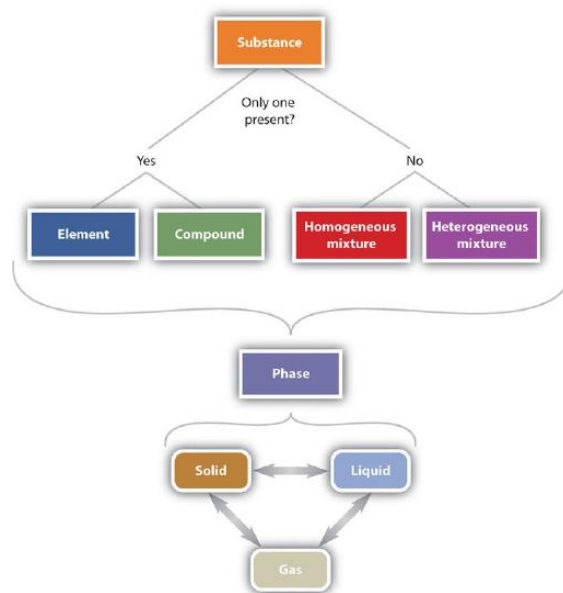 Substance
Only one
present?
Yes
No
Element
Compound
Homogeneous
mixture
Heterogeneous
mixture
Phase
Solid
Liquid
Gas